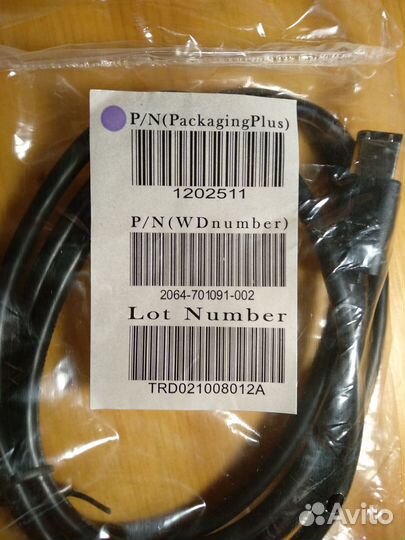 P/N(PackagingPlus)
1202511
P/N(WDnumber)
2064-701091-002
Lot Number
TRD021008012A
Avito